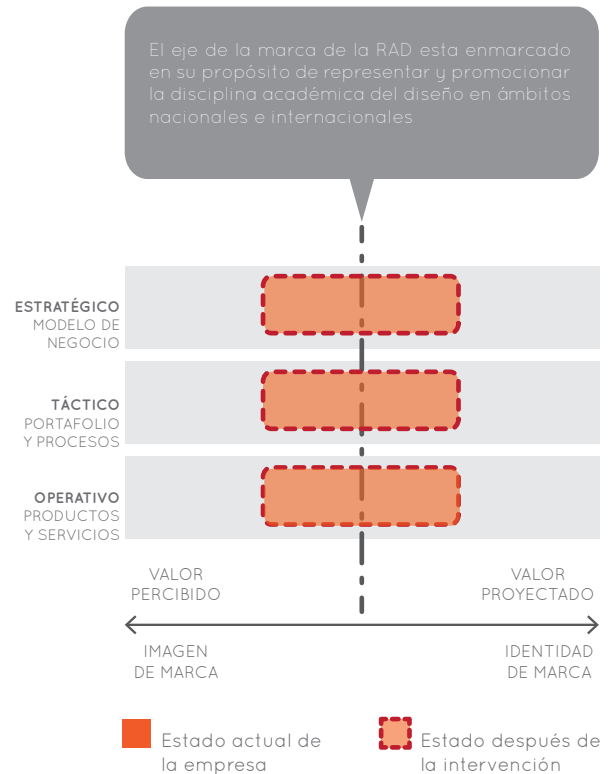 El eje de la marca de la RAD esta enmarcado
en su propósito de representar y promocionar
la disciplina académica del diseño en ámbitos
nacionales e internacionales
ESTRATÉGICO
MODELO DE
NEGOCIO
TÁCTICO
PORTAFOLIO
Y PROCESOS
OPERATIVO
PRODUCTOS
Y SERVICIOS
VALOR
PERCIBIDO
VALOR
PROYECTADO
IMAGEN
DE MARCA
IDENTIDAD
DE MARCA
Estado actual de
la empresa
Estado después de
la intervención